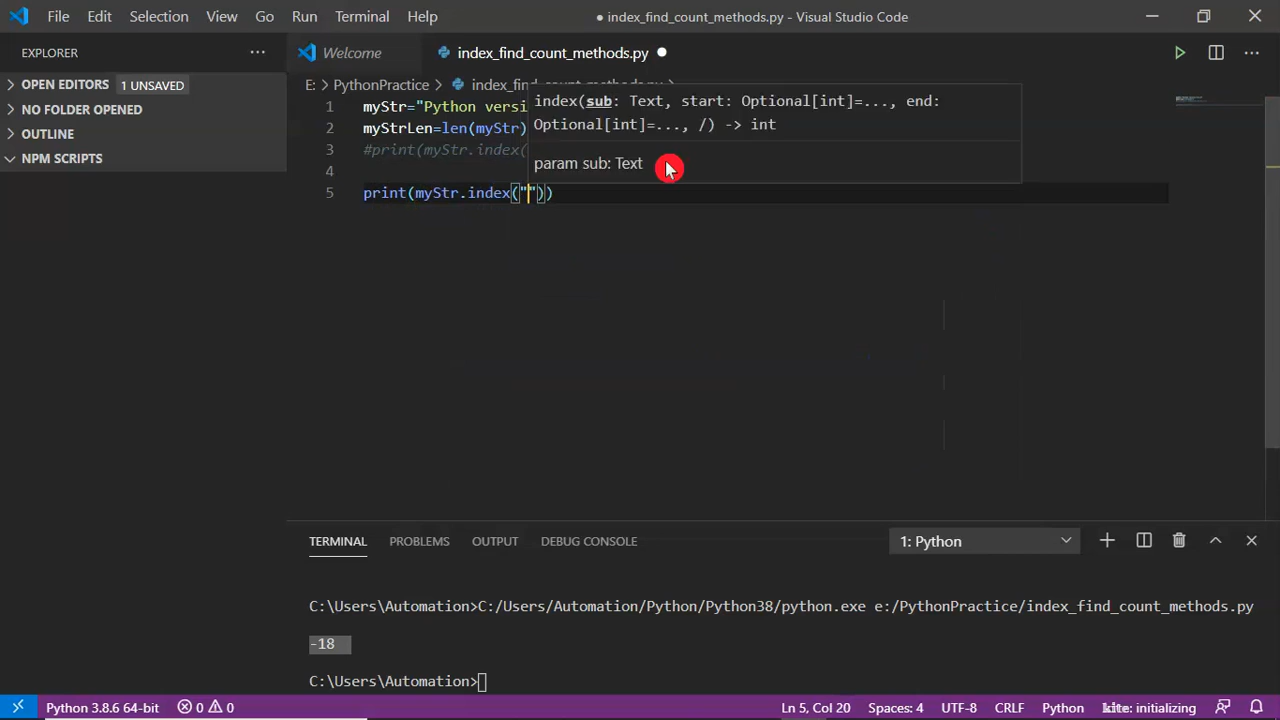 File Edit Selection View Go Run Terminal Help ● index_find_count_methods.py - Visual Studio Code
EXPLORER ···
Welcome index_find_count_methods.py
OPEN EDITORS 1 UNSAVED
NO FOLDER OPENED
OUTLINE
NPM SCRIPTS
E: > PythonPractice > index_find_count_methods.py >
1 myStr="Python versi
2 myStrLen=len(myStr)
3 #print(myStr.index(
4
5 print(myStr.index(""))
index(sub: Text, start: Optional[int]=..., end:
Optional[int]=..., /) -> int
param sub: Text
TERMINAL PROBLEMS OUTPUT DEBUG CONSOLE 1: Python
C:\Users\Automation>C:/Users/Automation/Python/Python38/python.exe e:/PythonPractice/index_find_count_methods.py
-18
C:\Users\Automation>
Python 3.8.6 64-bit 0 0 Ln 5, Col 20 Spaces: 4 UTF-8 CRLF Python kite: initializing